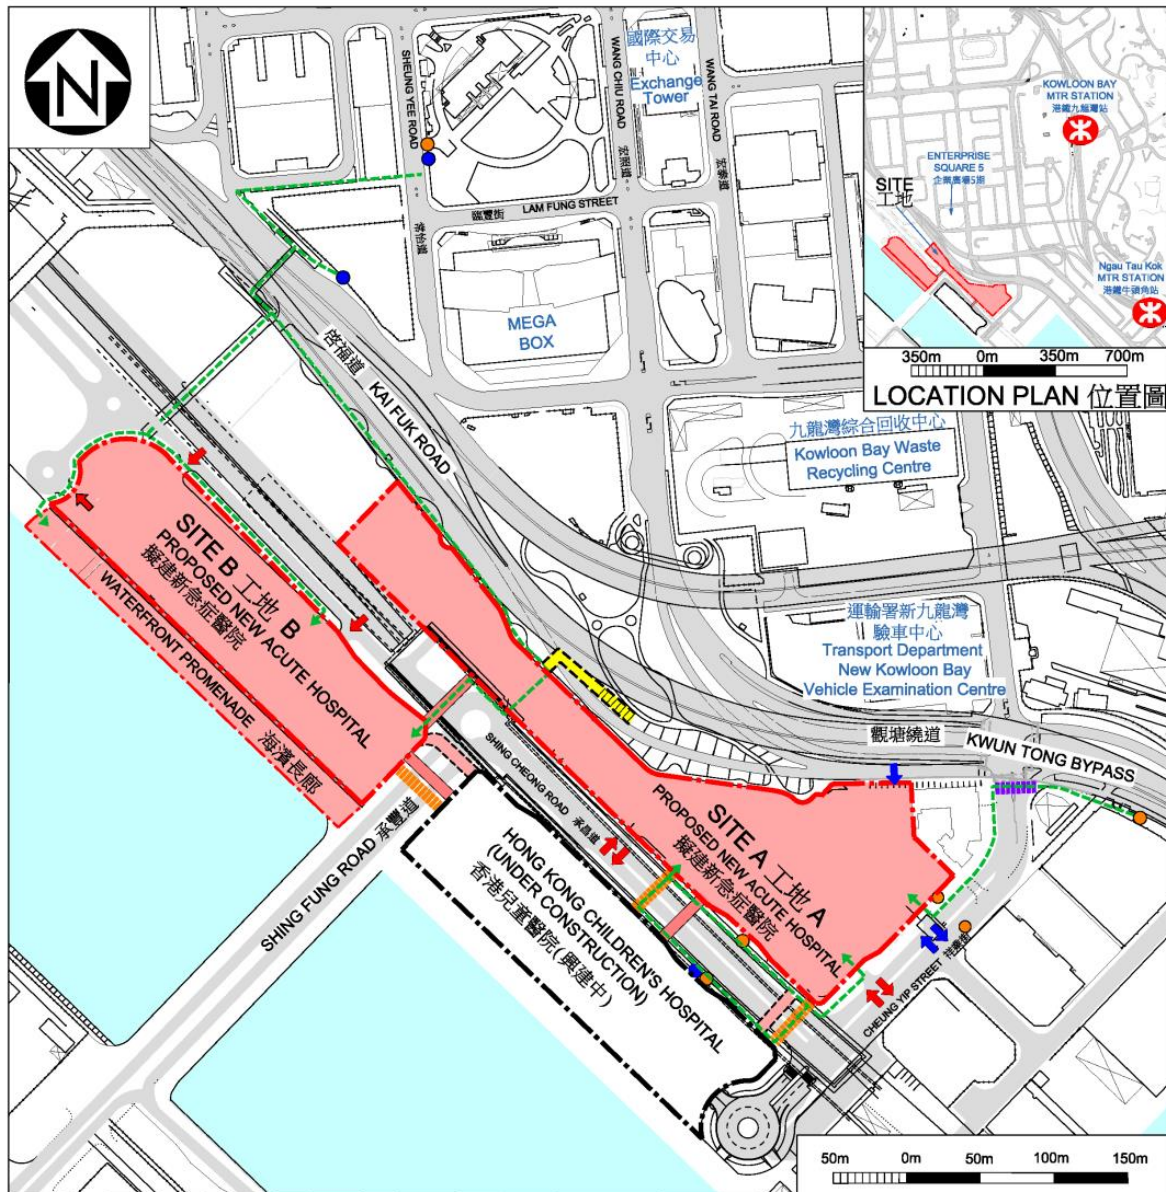 N
SHEUNG YEE ROAD
常怡道
WANG CHIU ROAD
宏照道
WANG TAI ROAD
宏泰道
國際交易
中心
Exchange
Tower
臨豐街
LAM FUNG STREET
MEGA
BOX
啓福道 KAI FUK ROAD
KOWLOON BAY
MTR STATION
港鐵九龍灣站
ENTERPRISE
SQUARE 5
企業廣場5期
SITE
工地
Ngau Tau Kok
MTR STATION
港鐵牛頭角站
350m 0m 350m 700m
LOCATION PLAN 位置圖
九龍灣綜合回收中心
Kowloon Bay Waste
Recycling Centre
運輸署新九龍灣
驗車中心
Transport Department
New Kowloon Bay
Vehicle Examination Centre
觀塘繞道
KWUN TONG BYPASS
SITE B 工地 B
PROPOSED NEW ACUTE HOSPITAL
擬建新急症醫院
WATERFRONT PROMENADE 海濱長廊
SITE A 工地 A
PROPOSED NEW ACUTE HOSPITAL
擬建新急症醫院
SHING CHEONG ROAD 承昌道
SHING FUNG ROAD 承豐道
HONG KONG CHILDREN'S HOSPITAL
(UNDER CONSTRUCTION)
香港兒童醫院(興建中)
CHEUNG YIP STREET 祥業街
50m 0m 50m 100m 150m